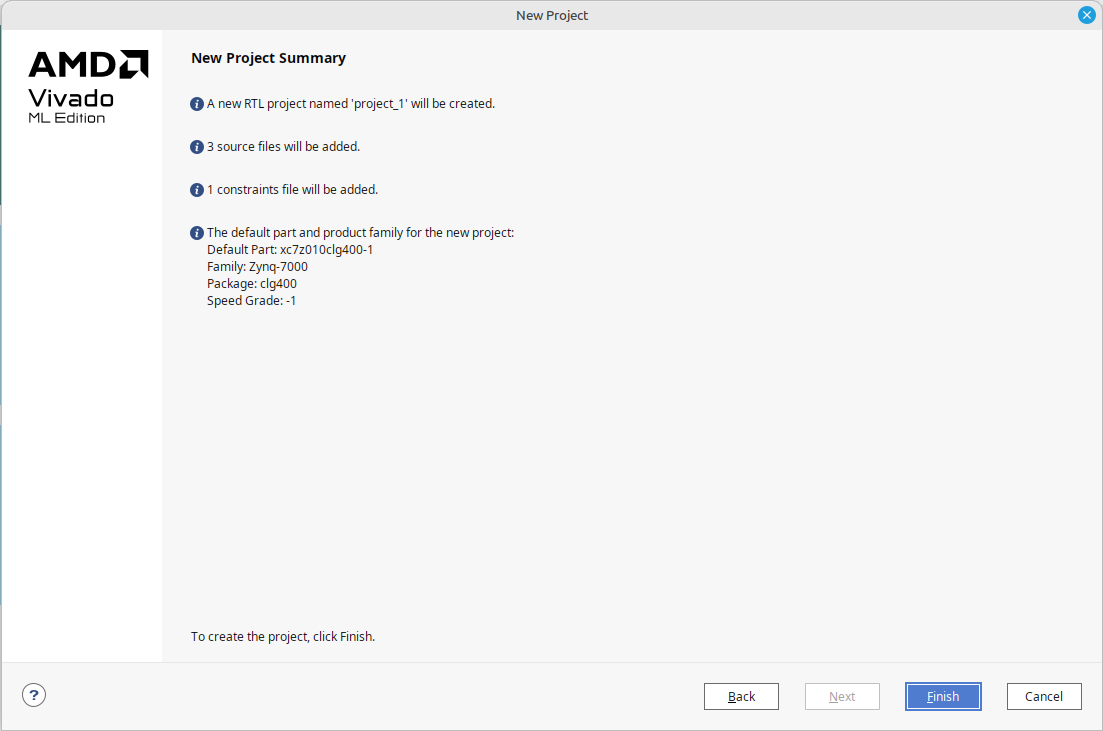 New Project
AMD
Vivado
ML Edition
New Project Summary
A new RTL project named 'project_1' will be created.
3 source files will be added.
1 constraints file will be added.
The default part and product family for the new project:
Default Part: xc7z010clg400-1
Family: Zynq-7000
Package: clg400
Speed Grade: -1
To create the project, click Finish.
?
Back
Next
Finish
Cancel